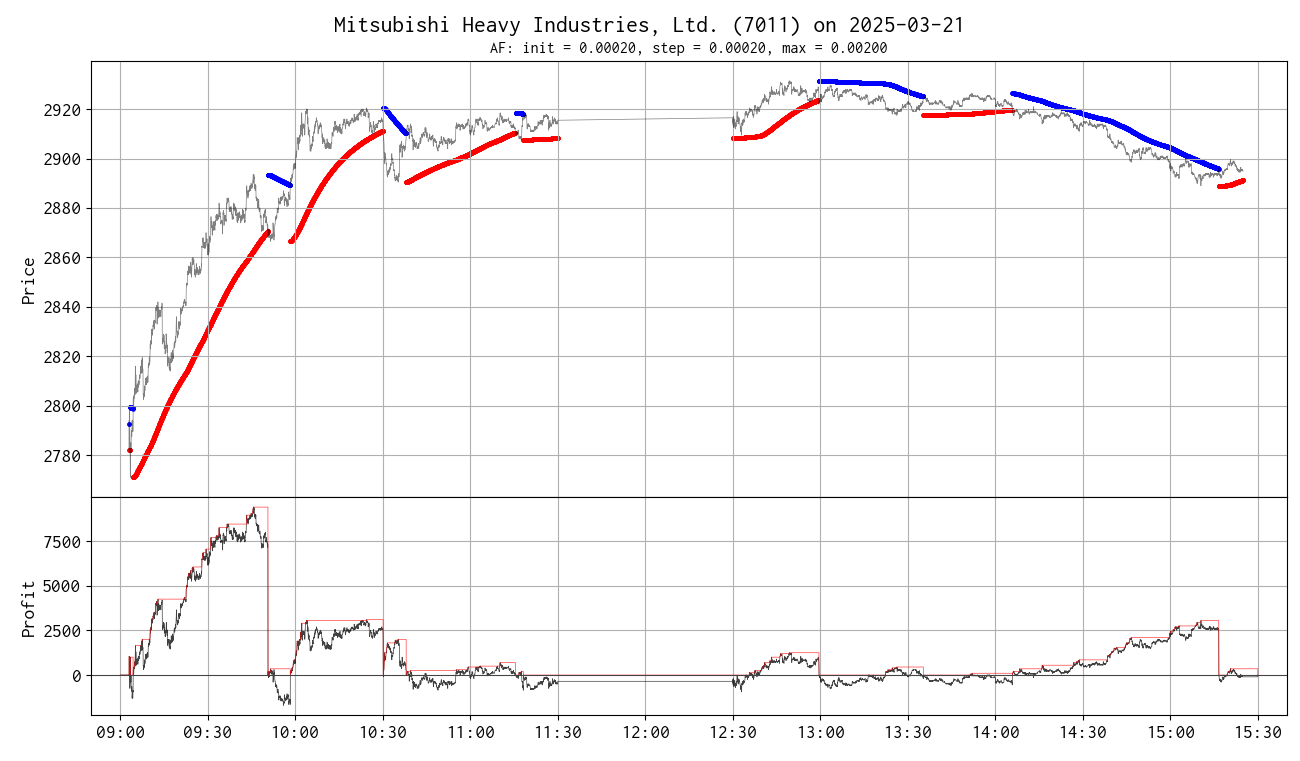 Mitsubishi Heavy Industries, Ltd. (7011) on 2025-03-21
AF: init = 0.00020, step = 0.00020, max = 0.00200
Price
2920
2900
2880
2860
2840
2820
2800
2780
Profit
7500
5000
2500
0
09:00 09:30 10:00 10:30 11:00 11:30 12:00 12:30 13:00 13:30 14:00 14:30 15:00 15:30